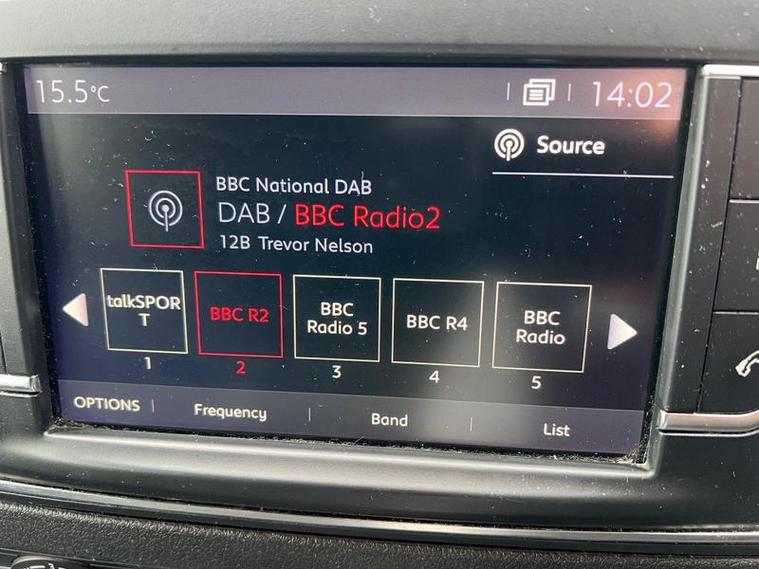 15.5°C
14:02
Source
BBC National DAB
DAB / BBC Radio2
12B Trevor Nelson
talkSPOR
T
BBC R2
BBC
Radio 5
BBC R4
BBC
Radio
1
2
3
4
5
OPTIONS
Frequency
Band
List